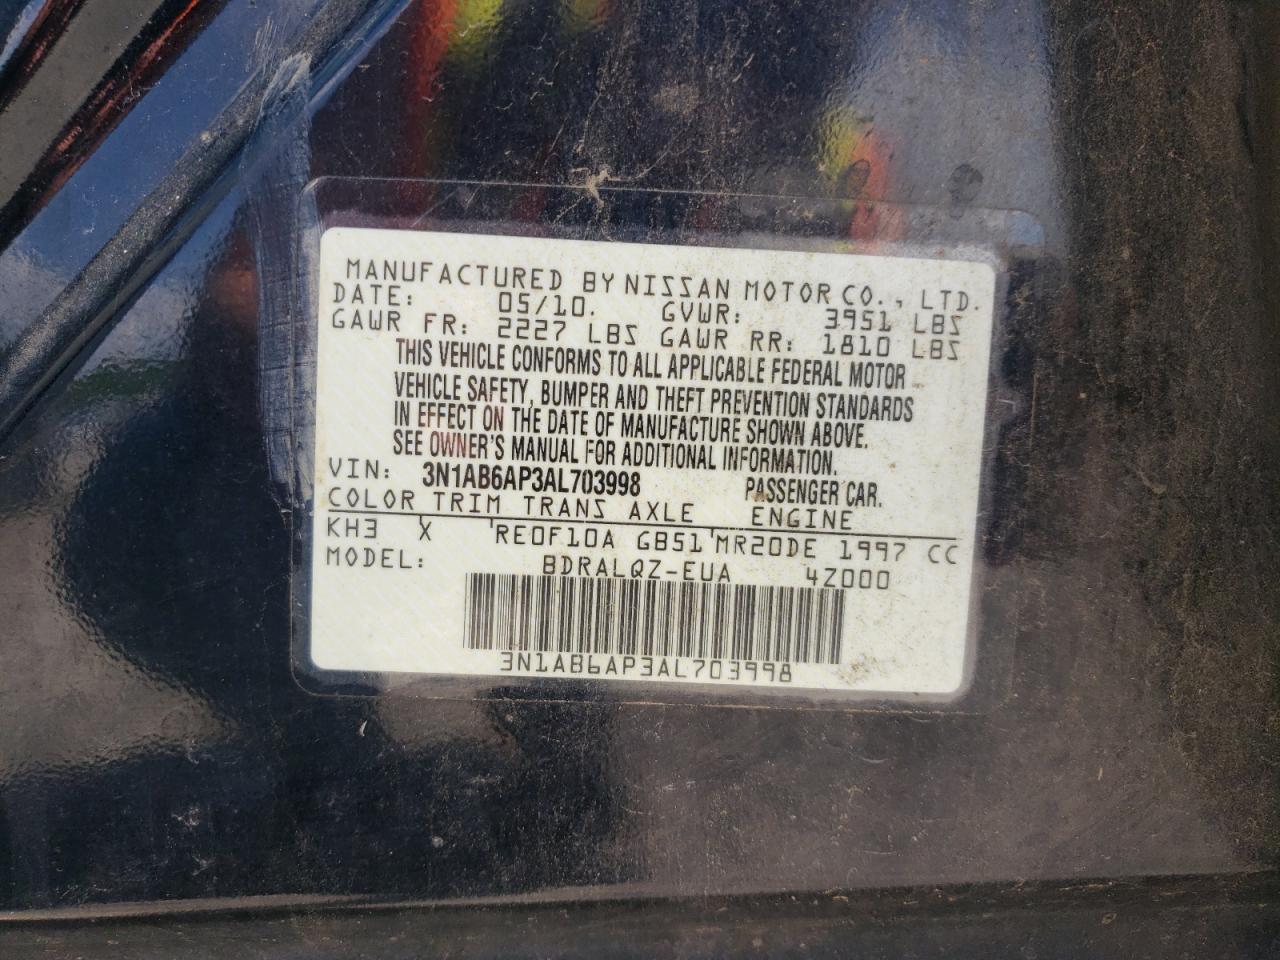 MANUFACTURED BY NISSAN MOTOR CO., LTD.
DATE: 05/10. GVWR: 3951 LBS
GAWR FR: 2227 LBS GAWR RR: 1810 LBS
THIS VEHICLE CONFORMS TO ALL APPLICABLE FEDERAL MOTOR
VEHICLE SAFETY, BUMPER AND THEFT PREVENTION STANDARDS
IN EFFECT ON THE DATE OF MANUFACTURE SHOWN ABOVE.
SEE OWNER'S MANUAL FOR ADDITIONAL INFORMATION.
VIN: 3N1AB6AP3AL703998 PASSENGER CAR.
COLOR TRIM TRANS AXLE ENGINE
KH3 X 'RE0F10A GB51'MR20DE 1997 CC
MODEL: BDRALQZ-EUA 4Z000
3N1AB6AP3AL703998